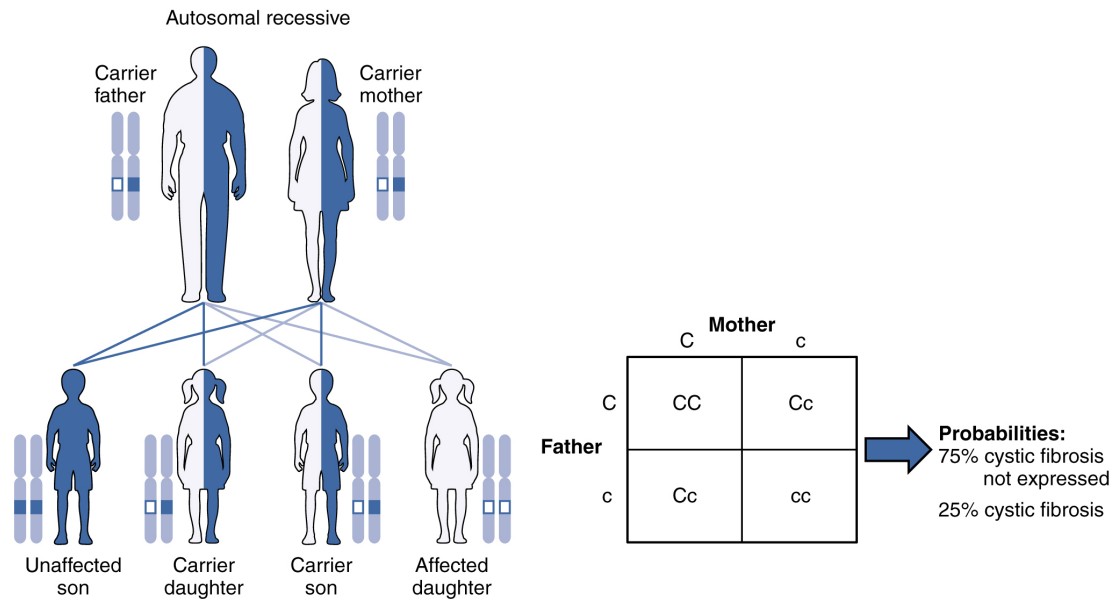 Autosomal recessive
Carrier
father
Carrier
mother
Unaffected
son
Carrier
daughter
Carrier
son
Affected
daughter
Mother
C c
Father
C CC Cc
c Cc cc
Probabilities:
75% cystic fibrosis
not expressed
25% cystic fibrosis